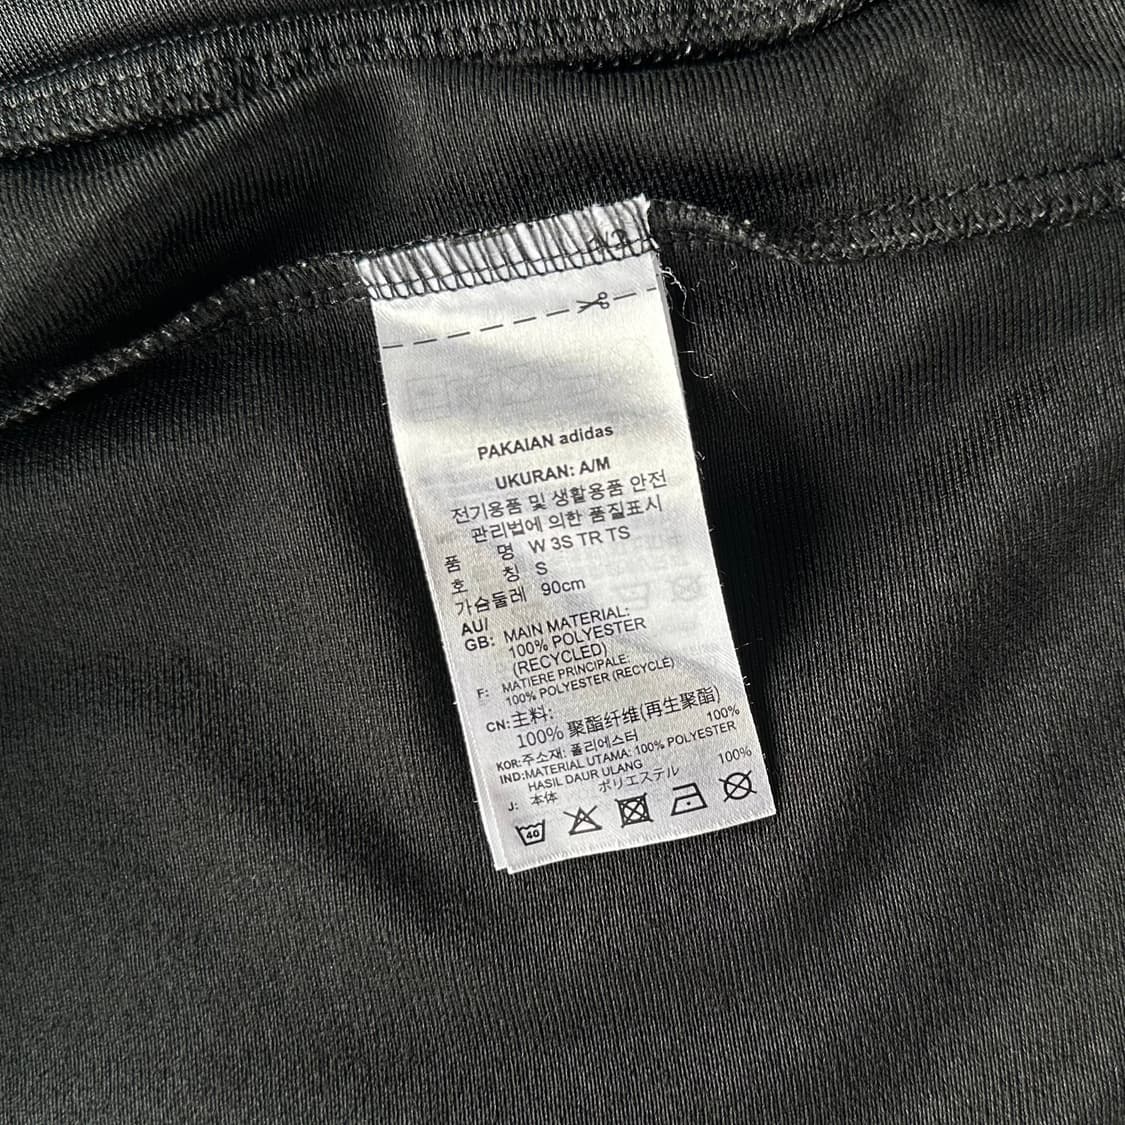 PAKAIAN adidas
UKURAN: A/M
전기용품 및 생활용품 안전
관리법에 의한 품질표시
품 명 W 3S TR TS
호 칭 S
가슴둘레 90cm
AU/
GB: MAIN MATERIAL:
100% POLYESTER
(RECYCLED)
F: MATIERE PRINCIPALE:
100% POLYESTER (RECYCLÉ)
CN:主料:
100% 聚酯纤维(再生聚酯)
KOR:주소재: 폴리에스터 100%
IND:MATERIAL UTAMA: 100% POLYESTER
HASIL DAUR ULANG
J: 本体 ポリエステル 100%
40